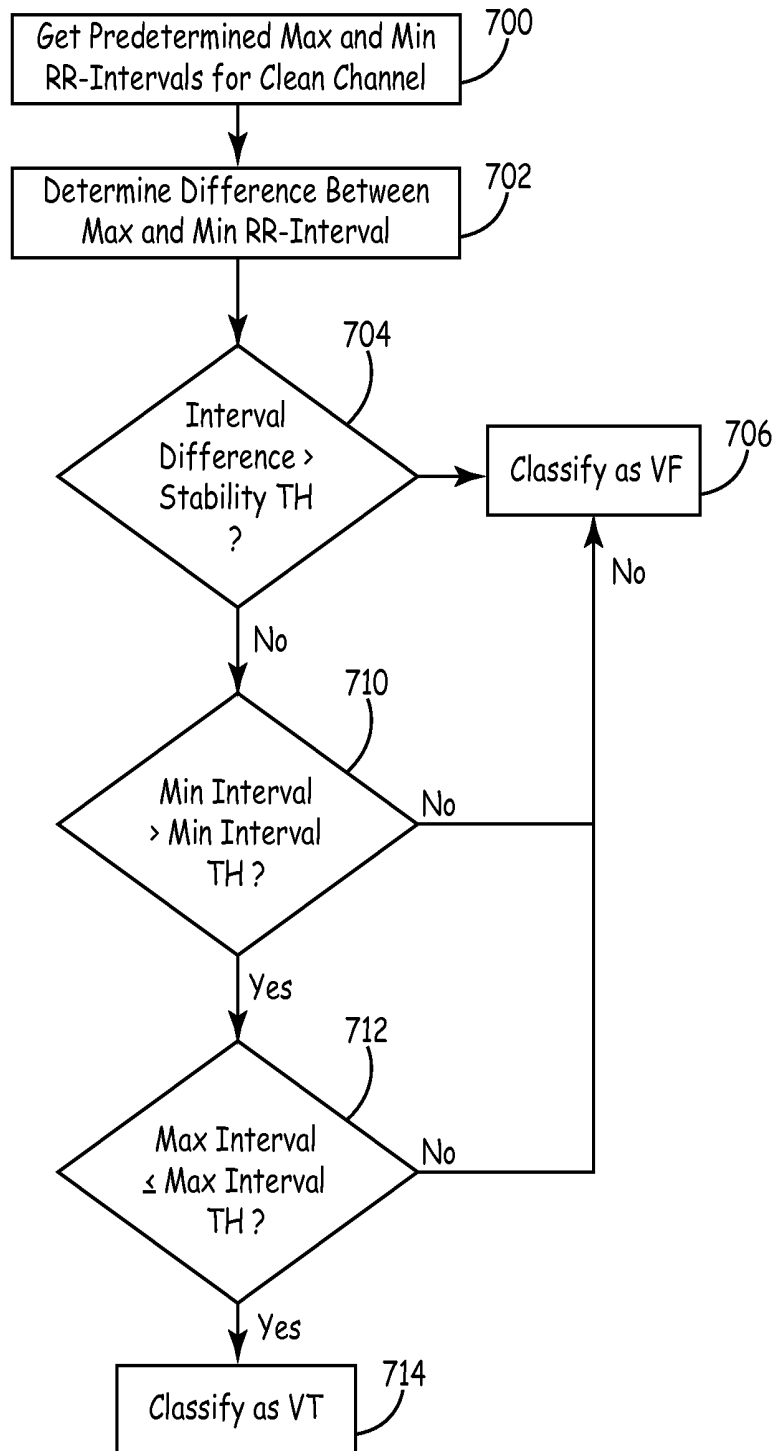 Get Predetermined Max and Min
RR-Intervals for Clean Channel
700
Determine Difference Between
Max and Min RR-Interval
702
704
Interval
Difference >
Stability TH
?
Classify as VF
706
No
No
710
Min Interval
> Min Interval
TH ?
No
Yes
712
Max Interval
≤ Max Interval
TH ?
No
Yes
714
Classify as VT